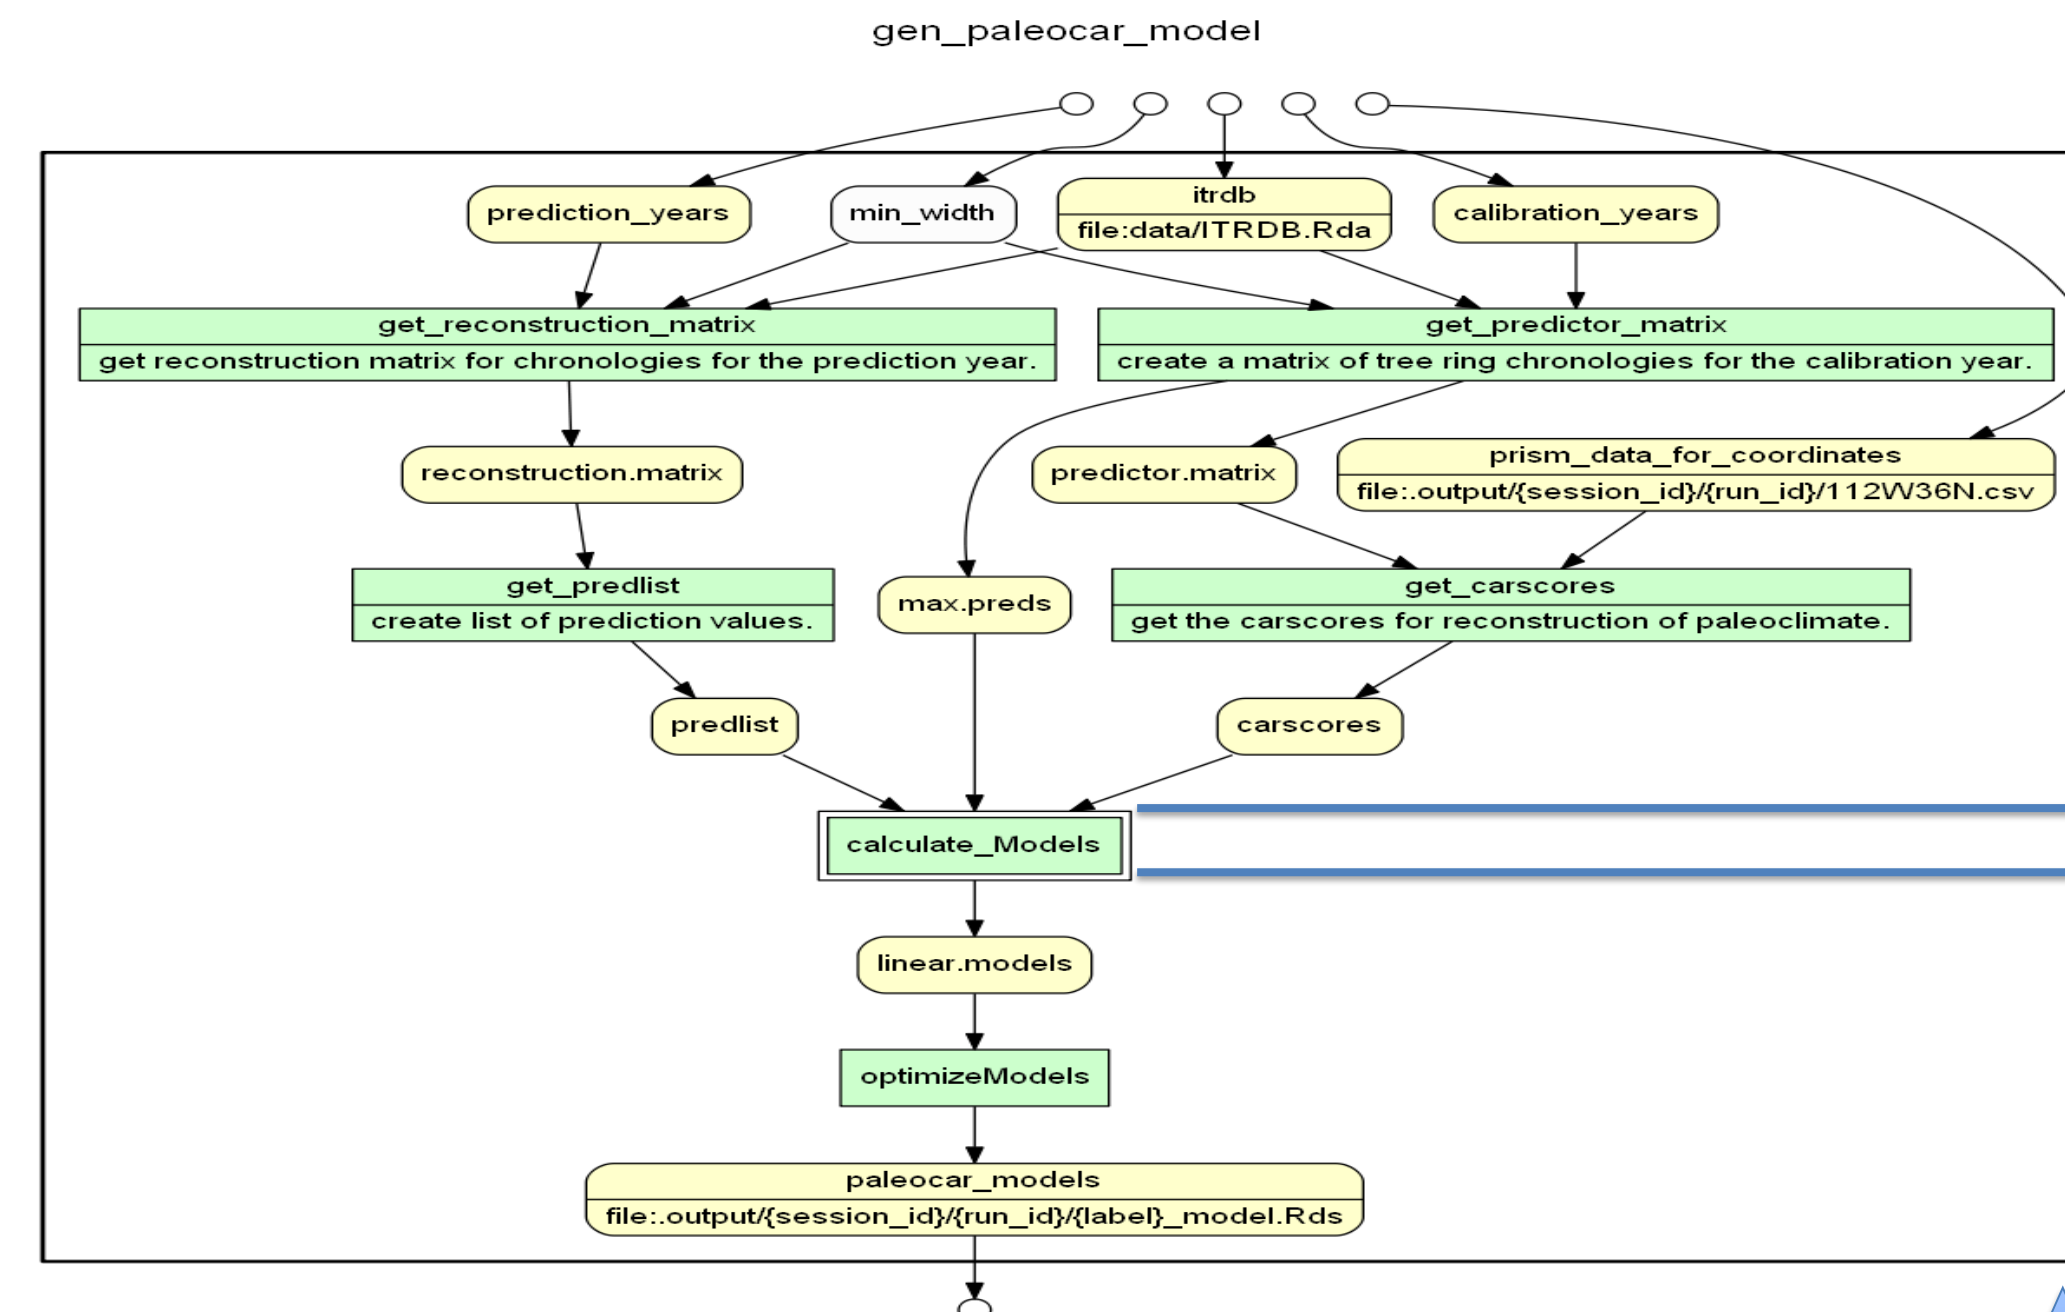 gen_paleocar_model
prediction_years
min_width
itrdb
file:data/ITRDB.Rda
calibration_years
get_reconstruction_matrix
get reconstruction matrix for chronologies for the prediction year.
get_predictor_matrix
create a matrix of tree ring chronologies for the calibration year.
reconstruction.matrix
predictor.matrix
prism_data_for_coordinates
file:.output/{session_id}/{run_id}/112W36N.csv
get_predlist
create list of prediction values.
max.preds
get_carscores
get the carscores for reconstruction of paleoclimate.
predlist
carscores
calculate_Models
linear.models
optimizeModels
paleocar_models
file:.output/{session_id}/{run_id}/{label}_model.Rds